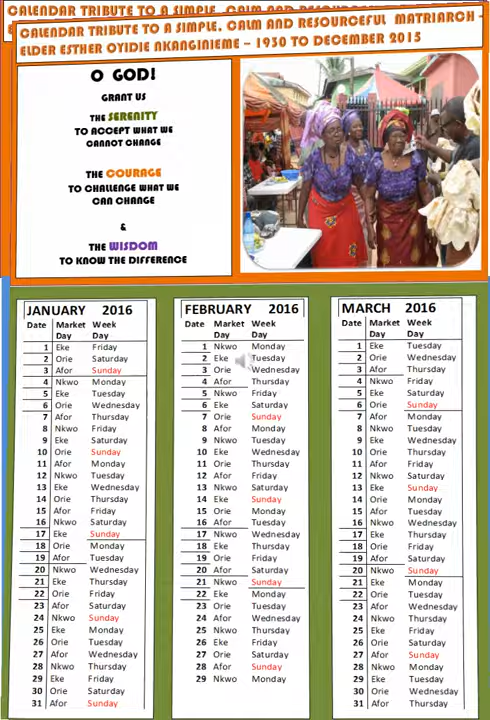 CALENDAR TRIBUTE TO A SIMPLE, CALM AND
CALENDAR TRIBUTE TO A SIMPLE, CALM AND RESOURCEFUL MATRIARCH -
ELDER ESTHER OYIDIE NKANGINIEME – 1930 TO DECEMBER 2015
O GOD!
GRANT US
THE SERENITY
TO ACCEPT WHAT WE
CANNOT CHANGE
THE COURAGE
TO CHALLENGE WHAT WE
CAN CHANGE
&
THE WISDOM
TO KNOW THE DIFFERENCE
JANUARY 2016
Date Market Week
Day Day
1 Eke Friday
2 Orie Saturday
3 Afor Sunday
4 Nkwo Monday
5 Eke Tuesday
6 Orie Wednesday
7 Afor Thursday
8 Nkwo Friday
9 Eke Saturday
10 Orie Sunday
11 Afor Monday
12 Nkwo Tuesday
13 Eke Wednesday
14 Orie Thursday
15 Afor Friday
16 Nkwo Saturday
17 Eke Sunday
18 Orie Monday
19 Afor Tuesday
20 Nkwo Wednesday
21 Eke Thursday
22 Orie Friday
23 Afor Saturday
24 Nkwo Sunday
25 Eke Monday
26 Orie Tuesday
27 Afor Wednesday
28 Nkwo Thursday
29 Eke Friday
30 Orie Saturday
31 Afor Sunday
FEBRUARY 2016
Date Market Week
Day Day
1 Nkwo Monday
2 Eke Tuesday
3 Orie Wednesday
4 Afor Thursday
5 Nkwo Friday
6 Eke Saturday
7 Orie Sunday
8 Afor Monday
9 Nkwo Tuesday
10 Eke Wednesday
11 Orie Thursday
12 Afor Friday
13 Nkwo Saturday
14 Eke Sunday
15 Orie Monday
16 Afor Tuesday
17 Nkwo Wednesday
18 Eke Thursday
19 Orie Friday
20 Afor Saturday
21 Nkwo Sunday
22 Eke Monday
23 Orie Tuesday
24 Afor Wednesday
25 Nkwo Thursday
26 Eke Friday
27 Orie Saturday
28 Afor Sunday
29 Nkwo Monday
MARCH 2016
Date Market Week
Day Day
1 Eke Tuesday
2 Orie Wednesday
3 Afor Thursday
4 Nkwo Friday
5 Eke Saturday
6 Orie Sunday
7 Afor Monday
8 Nkwo Tuesday
9 Eke Wednesday
10 Orie Thursday
11 Afor Friday
12 Nkwo Saturday
13 Eke Sunday
14 Orie Monday
15 Afor Tuesday
16 Nkwo Wednesday
17 Eke Thursday
18 Orie Friday
19 Afor Saturday
20 Nkwo Sunday
21 Eke Monday
22 Orie Tuesday
23 Afor Wednesday
24 Nkwo Thursday
25 Eke Friday
26 Orie Saturday
27 Afor Sunday
28 Nkwo Monday
29 Eke Tuesday
30 Orie Wednesday
31 Afor Thursday